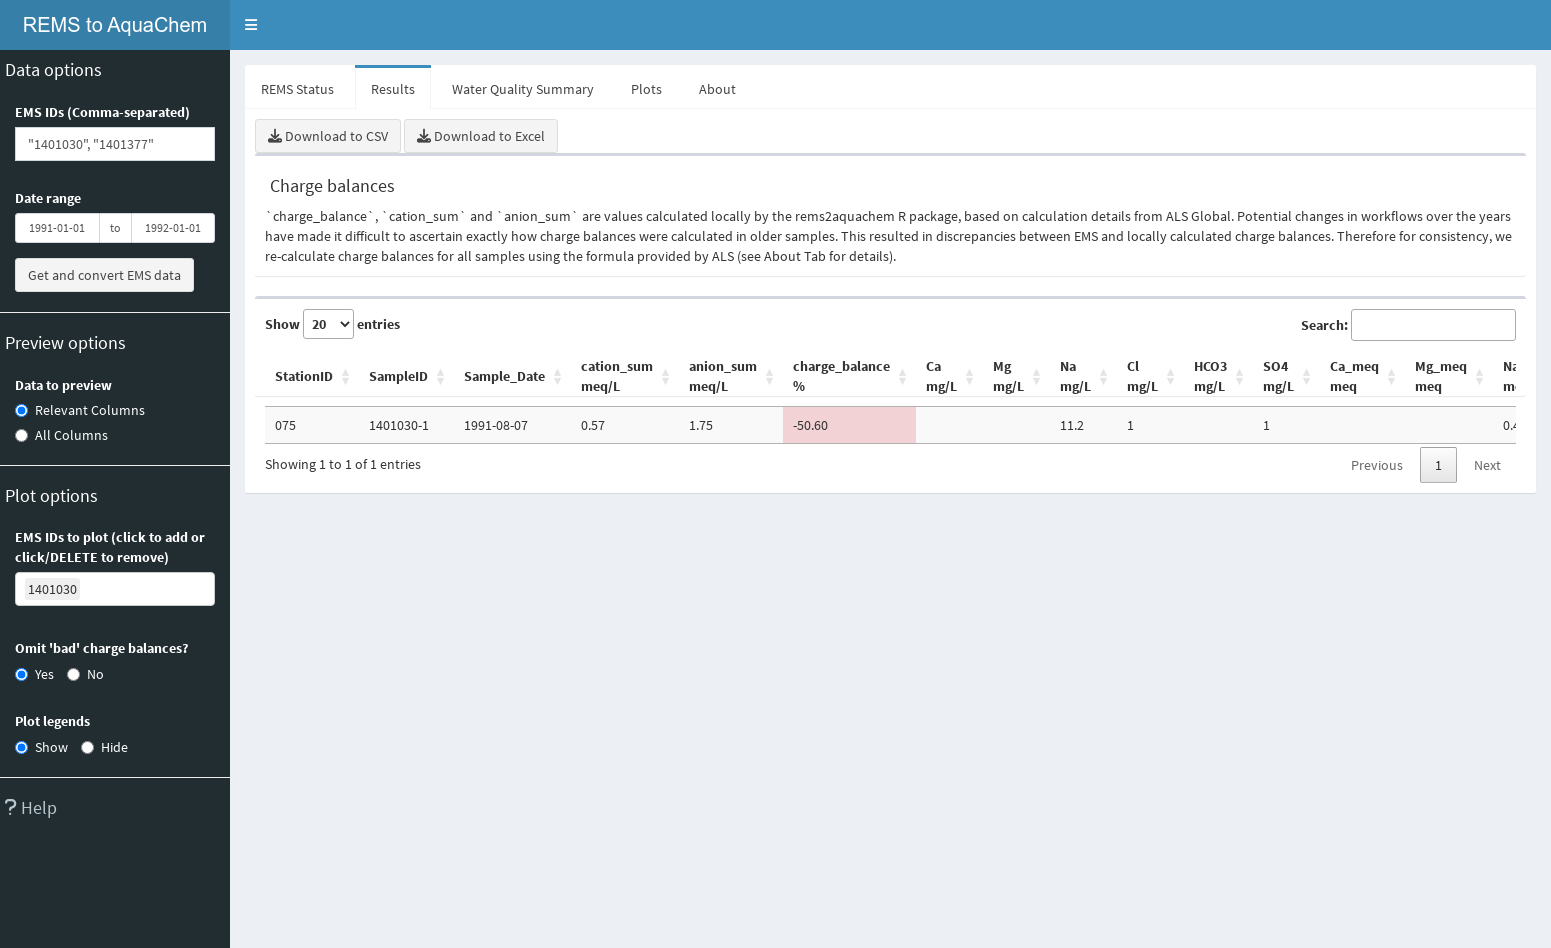 REMS to AquaChem
Data options
EMS IDs (Comma-separated)
"1401030", "1401377"
Date range
1991-01-01 to 1992-01-01
Get and convert EMS data
Preview options
Data to preview
Relevant Columns
All Columns
Plot options
EMS IDs to plot (click to add or
click/DELETE to remove)
1401030
Omit 'bad' charge balances?
Yes No
Plot legends
Show Hide
Help
REMS Status Results Water Quality Summary Plots About
Download to CSV Download to Excel
Charge balances
`charge_balance`, `cation_sum` and `anion_sum` are values calculated locally by the rems2aquachem R package, based on calculation details from ALS Global. Potential changes in workflows over the years
have made it difficult to ascertain exactly how charge balances were calculated in older samples. This resulted in discrepancies between EMS and locally calculated charge balances. Therefore for consistency, we
re-calculate charge balances for all samples using the formula provided by ALS (see About Tab for details).
Show 20 entries Search:
cation_sum anion_sum charge_balance Ca Mg Na Cl HCO3 SO4 Ca_meq Mg_meq Na
StationID SampleID Sample_Date
meq/L meq/L % mg/L mg/L mg/L mg/L mg/L mg/L meq meq
075 1401030-1 1991-08-07 0.57 1.75 -50.60 11.2 1 1 0.4
Showing 1 to 1 of 1 entries Previous 1 Next